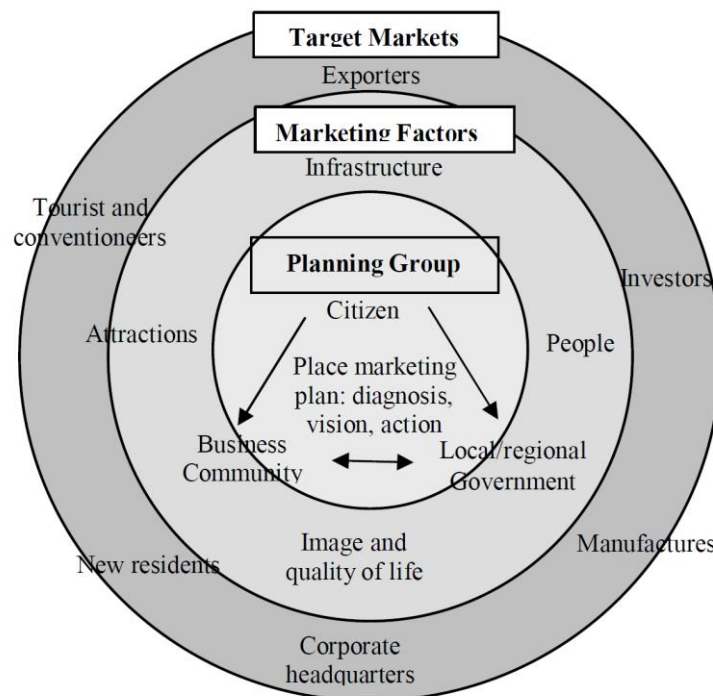 Target Markets
Exporters
Marketing Factors
Infrastructure
Tourist and
conventioneers
Planning Group
Investors
Citizen
Attractions
People
Place marketing
plan: diagnosis,
vision, action
Business
Community
Local/regional
Government
Image and
quality of life
New residents
Manufactures
Corporate
headquarters